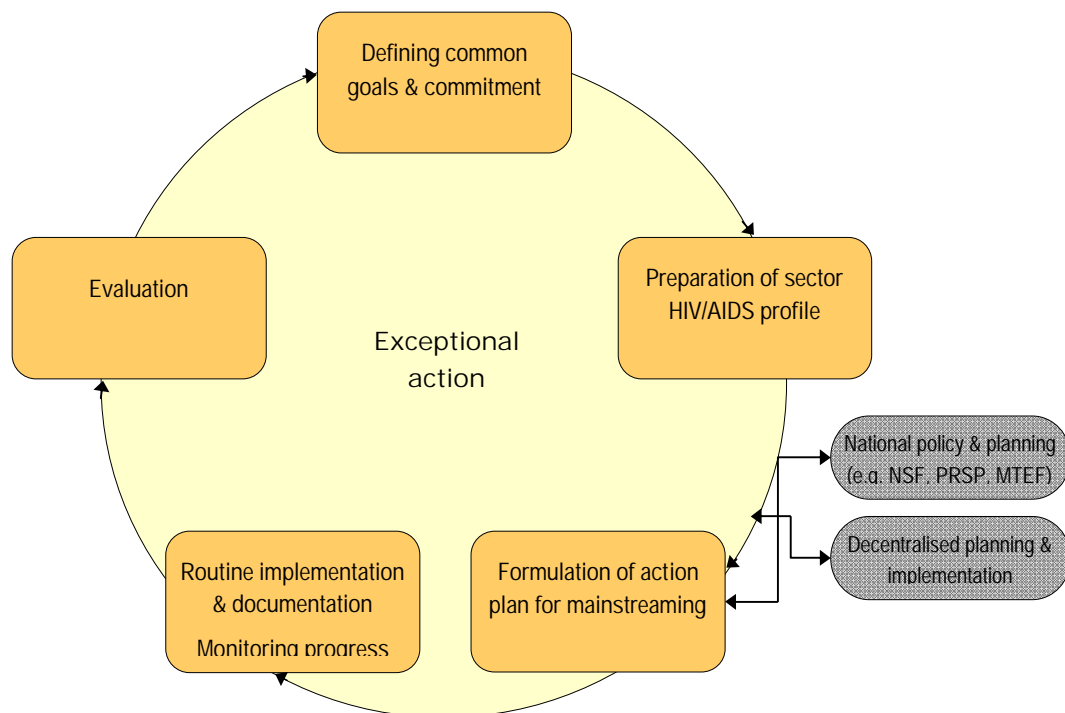 Defining common
goals & commitment
Preparation of sector
HIV/AIDS profile
Evaluation
Exceptional
action
National policy & planning
(e.g. NSF, PRSP, MTEF)
Decentralised planning &
implementation
Formulation of action
plan for mainstreaming
Routine implementation
& documentation
Monitoring progress